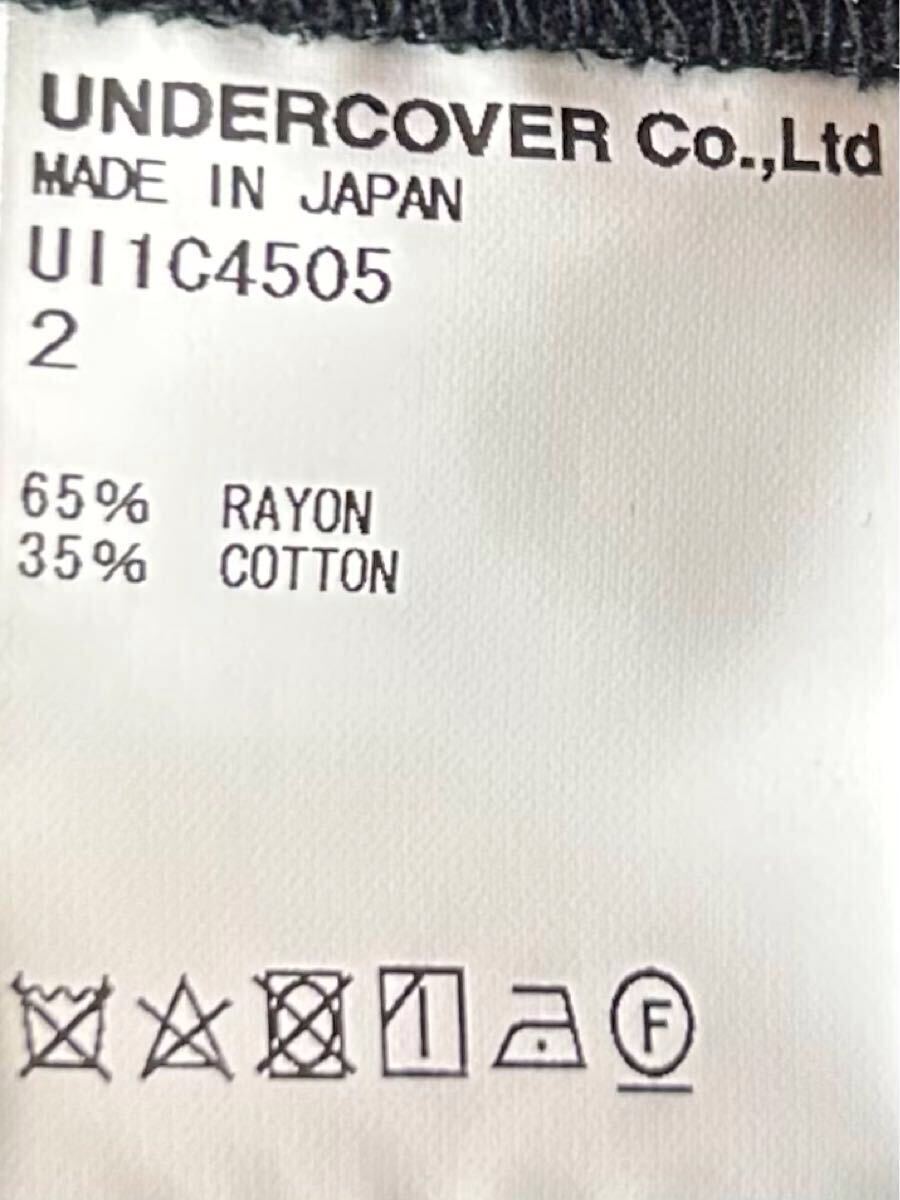 UNDERCOVER Co.,Ltd
MADE IN JAPAN
UI1C4505
2
65% RAYON
35% COTTON
F